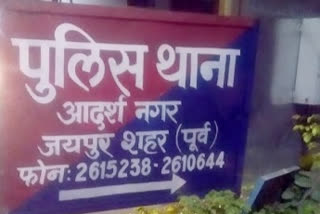 पुलिस थाना
आदर्श नगर
जयपुर शहर (पूर्व)
फोन: 2615238-2610644